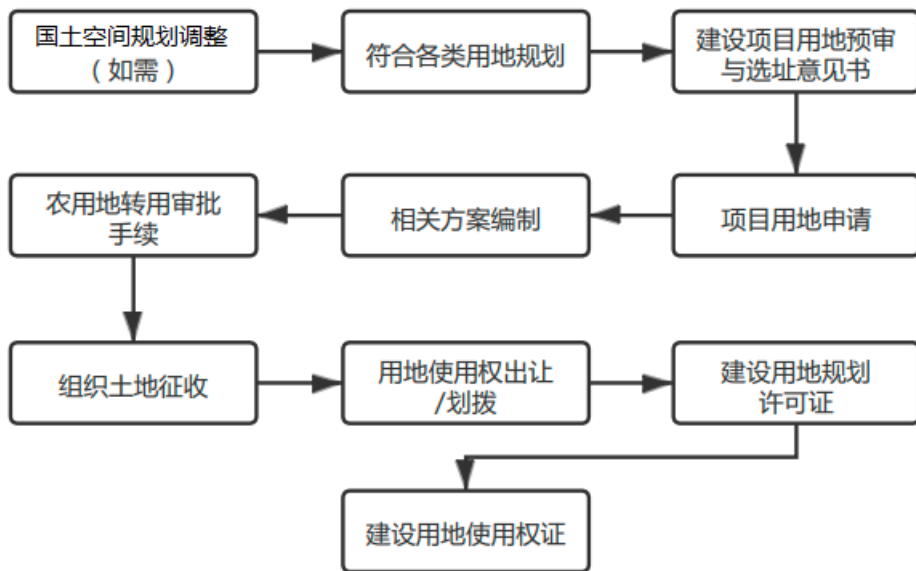 国土空间规划调整
（如需）
符合各类用地规划
建设项目用地预审
与选址意见书
项目用地申请
相关方案编制
农用地转用审批
手续
组织土地征收
用地使用权出让
/划拨
建设用地规划
许可证
建设用地使用权证